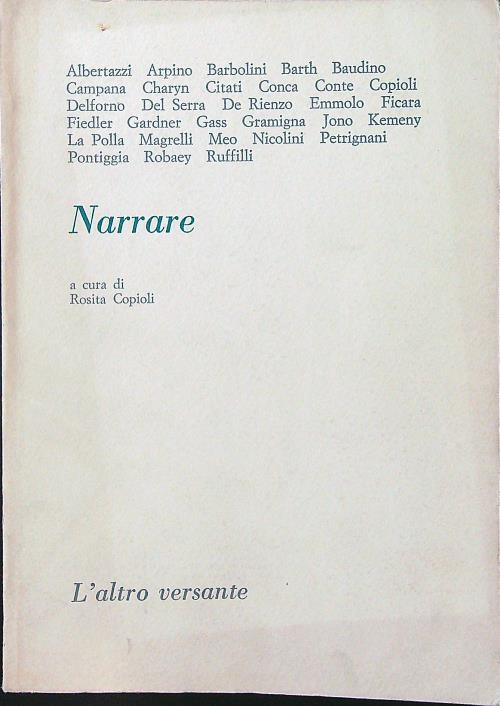 Albertazzi Arpino Barbolini Barth Baudino
Campana Charyn Citati Conca Conte Copioli
Delforno Del Serra De Rienzo Emmolo Ficara
Fiedler Gardner Gass Gramigna Jono Kemeny
La Polla Magrelli Meo Nicolini Petrignani
Pontiggia Robaey Ruffilli
Narrare
a cura di
Rosita Copioli
L'altro versante